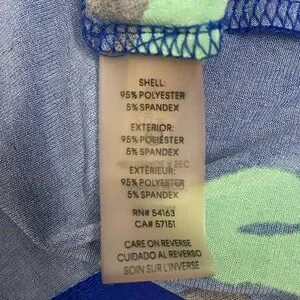 SHELL:
95% POLYESTER
5% SPANDEX
EXTERIOR:
95% POLYESTER
5% SPANDEX
EXTÉRIEUR:
95% POLYESTER
5% SPANDEX
RN# 54163
CA# 57151
CARE ON REVERSE
CUIDADO AL REVERSO
SOIN SUR L'INVERSE